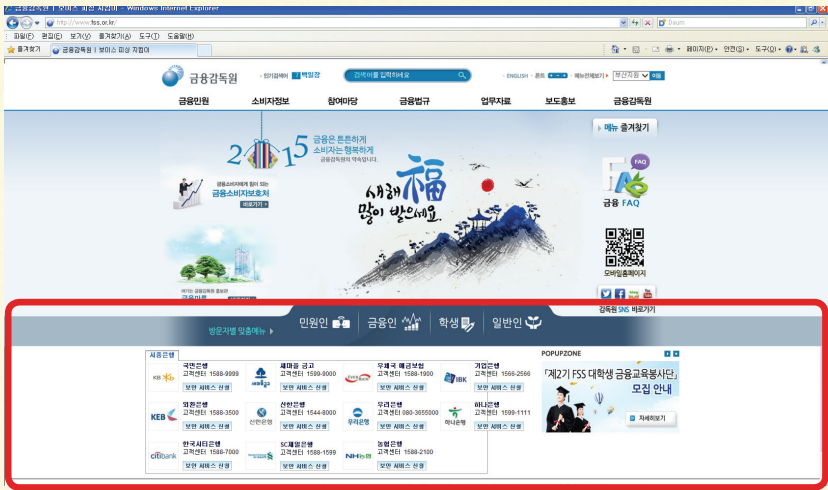 금융감독원 | 보이스 피싱 지킴이 - Windows Internet Explorer
http://www.fss.or.kr/
Daum
파일(F) 편집(E) 보기(V) 즐겨찾기(A) 도구(T) 도움말(H)
즐겨찾기 금융감독원 | 보이스 피싱 지킴이
페이지(P) 안전(S) 도구(O)
금융감독원
인기검색어 백일장
검색어를 입력하세요
ENGLISH 폰트 메뉴전체보기 부산지원 이동
금융민원 소비자정보 참여마당 금융법규 업무자료 보도홍보 금융감독원
메뉴 즐겨찾기
2015
금융은 튼튼하게
소비자는 행복하게
금융감독원의 약속입니다.
금융소비자에게 힘이 되는
금융소비자보호처
바로가기
새해 福
많이 받으세요
FAQ
금융 FAQ
모바일홈페이지
감독원 SNS 바로가기
방문자별 맞춤메뉴
민원인 금융인 학생 일반인
시중은행
KB
국민은행
고객센터 1588-9999
보안 서비스 신청
새마을 금고
고객센터 1599-9000
보안 서비스 신청
우체국 예금보험
고객센터 1588-1900
보안 서비스 신청
IBK
기업은행
고객센터 1566-2566
보안 서비스 신청
KEB
외환은행
고객센터 1588-3500
보안 서비스 신청
신한은행
신한은행
고객센터 1544-8000
보안 서비스 신청
우리은행
우리은행
고객센터 080-3655000
보안 서비스 신청
하나은행
하나은행
고객센터 1599-1111
보안 서비스 신청
citibank
한국시티은행
고객센터 1588-7000
보안 서비스 신청
SC제일은행
고객센터 1588-1599
보안 서비스 신청
NH농협
농협은행
고객센터 1588-2100
보안 서비스 신청
POPUPZONE
「제2기 FSS 대학생 금융교육봉사단」
모집 안내
자세히보기